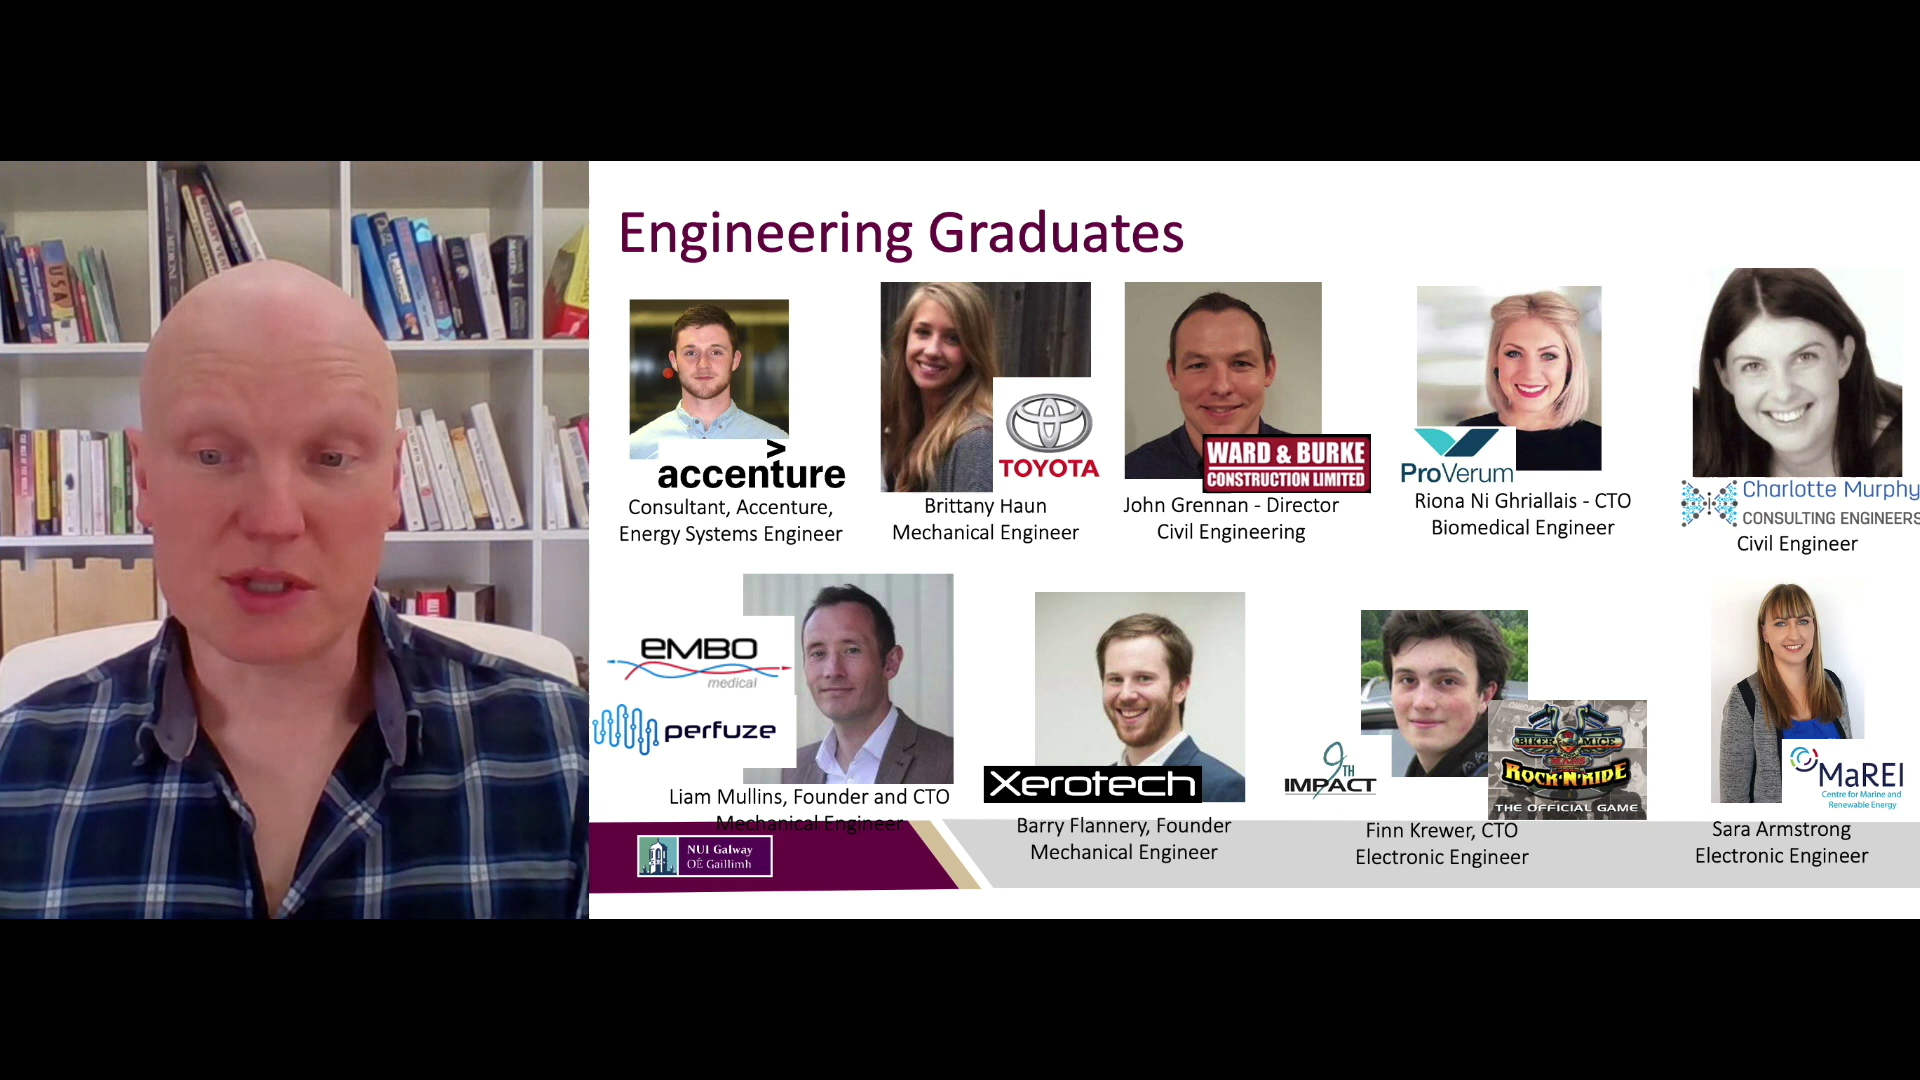 Engineering Graduates
accenture
Consultant, Accenture,
Energy Systems Engineer
TOYOTA
Brittany Haun
Mechanical Engineer
WARD & BURKE
CONSTRUCTION LIMITED
John Grennan - Director
Civil Engineering
ProVerum
Riona Ni Ghriallais - CTO
Biomedical Engineer
Charlotte Murphy
CONSULTING ENGINEERS
Civil Engineer
eMBO
medical
perfuze
Liam Mullins, Founder and CTO
Mechanical Engineer
Xerotech
Barry Flannery, Founder
Mechanical Engineer
9TH
IMPACT
BIKER MICE
ROCK'N'RIDE
THE OFFICIAL GAME
Finn Krewer, CTO
Electronic Engineer
MaREI
Centre for Marine and
Renewable Energy
Sara Armstrong
Electronic Engineer
NUI Galway
OÉ Gaillimh
USA